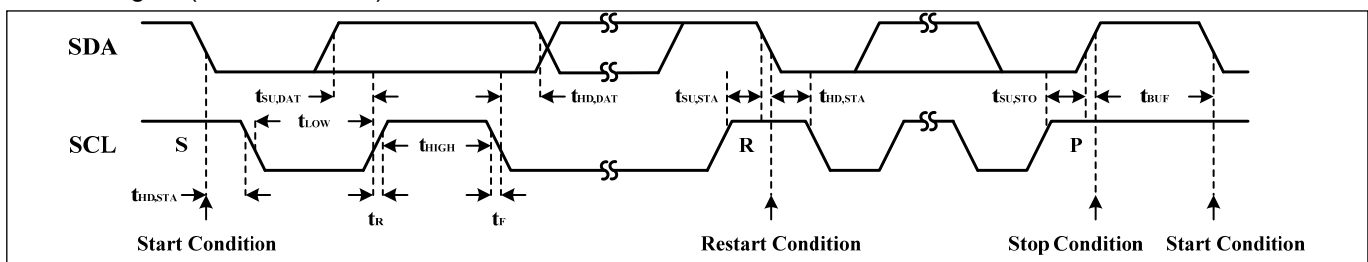 SDA
tSU,DAT
tHD,DAT
tSU,STA
tHD,STA
tSU,STO
tBUF
tLOW
SCL
S
tHIGH
R
P
tHD,STA
tR
tF
Start Condition
Restart Condition
Stop Condition
Start Condition